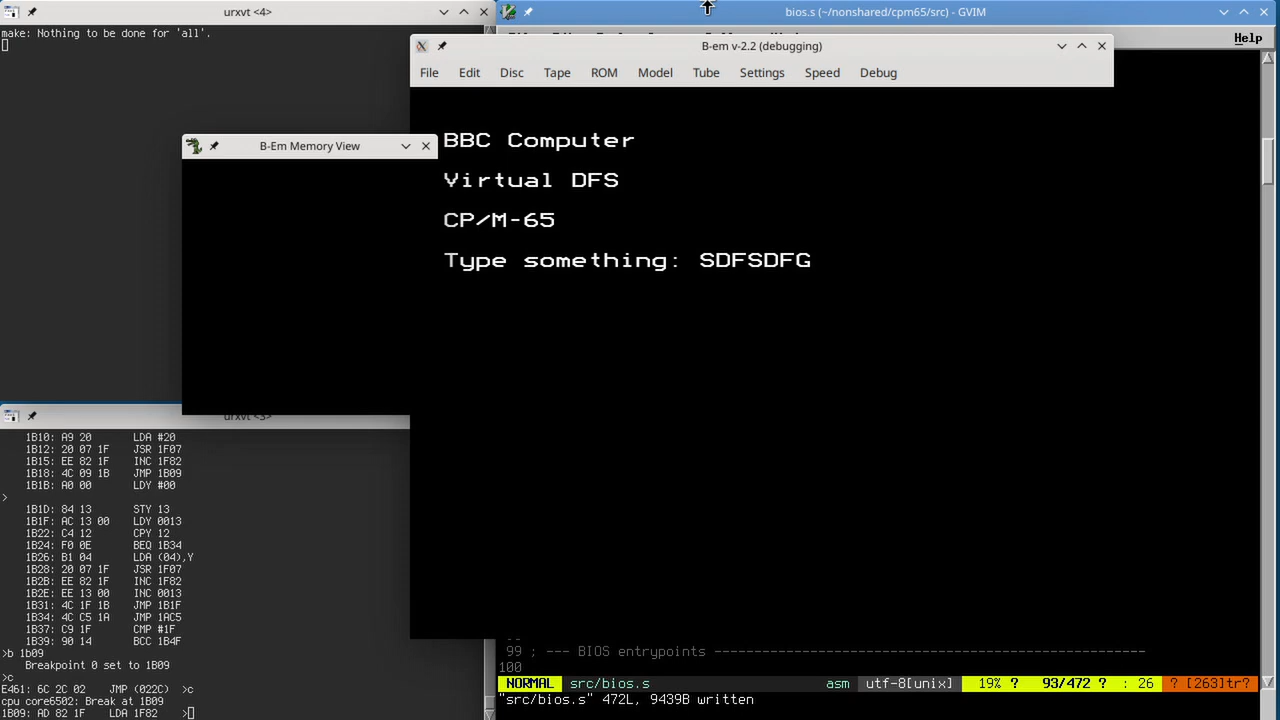 urxvt <4>
make: Nothing to be done for 'all'.
bios.s (~/nonshared/cpm65/src) - GVIM
Help
B-em v-2.2 (debugging)
File Edit Disc Tape ROM Model Tube Settings Speed Debug
BBC Computer
Virtual DFS
CP/M-65
Type something: SDFSDFG
B-Em Memory View
urxvt <3>
1B10: A9 20 LDA #20
1B12: 20 07 1F JSR 1F07
1B15: EE 82 1F INC 1F82
1B18: 4C 09 1B JMP 1B09
1B1B: A0 00 LDY #00
>
1B1D: 84 13 STY 13
1B1F: AC 13 00 LDY 0013
1B22: C4 12 CPY 12
1B24: F0 0E BEQ 1B34
1B26: B1 04 LDA (04),Y
1B28: 20 07 1F JSR 1F07
1B2B: EE 82 1F INC 1F82
1B2E: EE 13 00 INC 0013
1B31: 4C 1F 1B JMP 1B1F
1B34: 4C C5 1A JMP 1AC5
1B37: C9 1F CMP #1F
1B39: 90 14 BCC 1B4F
>b 1b09
Breakpoint 0 set to 1B09
>c
E461: 6C 2C 02 JMP (022C) >c
cpu core6502: Break at 1B09
1B09: AD 82 1F LDA 1F82 >
99 ; --- BIOS entrypoints ------------------------------------------------------
100
NORMAL src/bios.s asm utf-8[unix] 19% ? 93/472 ? : 26 ? [263]tr?
"src/bios.s" 472L, 9439B written